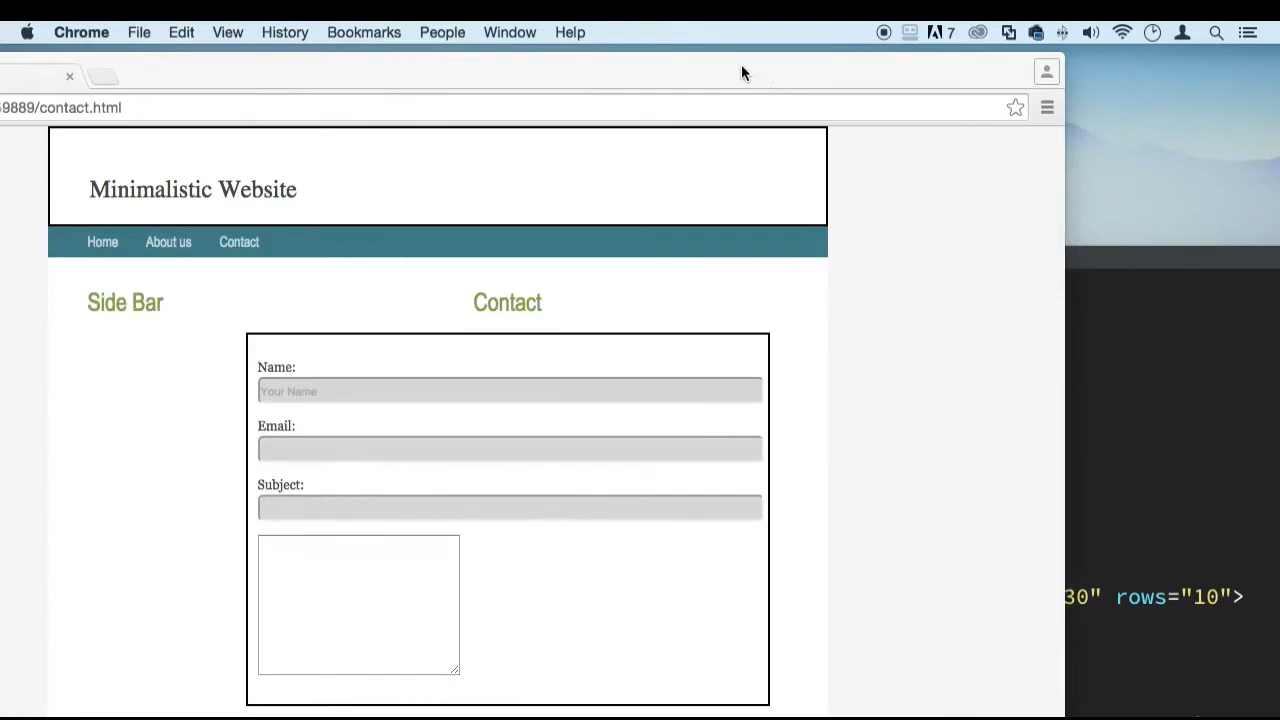 Chrome File Edit View History Bookmarks People Window Help 7
9889/contact.html
Minimalistic Website
Home About us Contact
Side Bar Contact
Name:
Your Name
Email:
Subject:
30" rows="10">